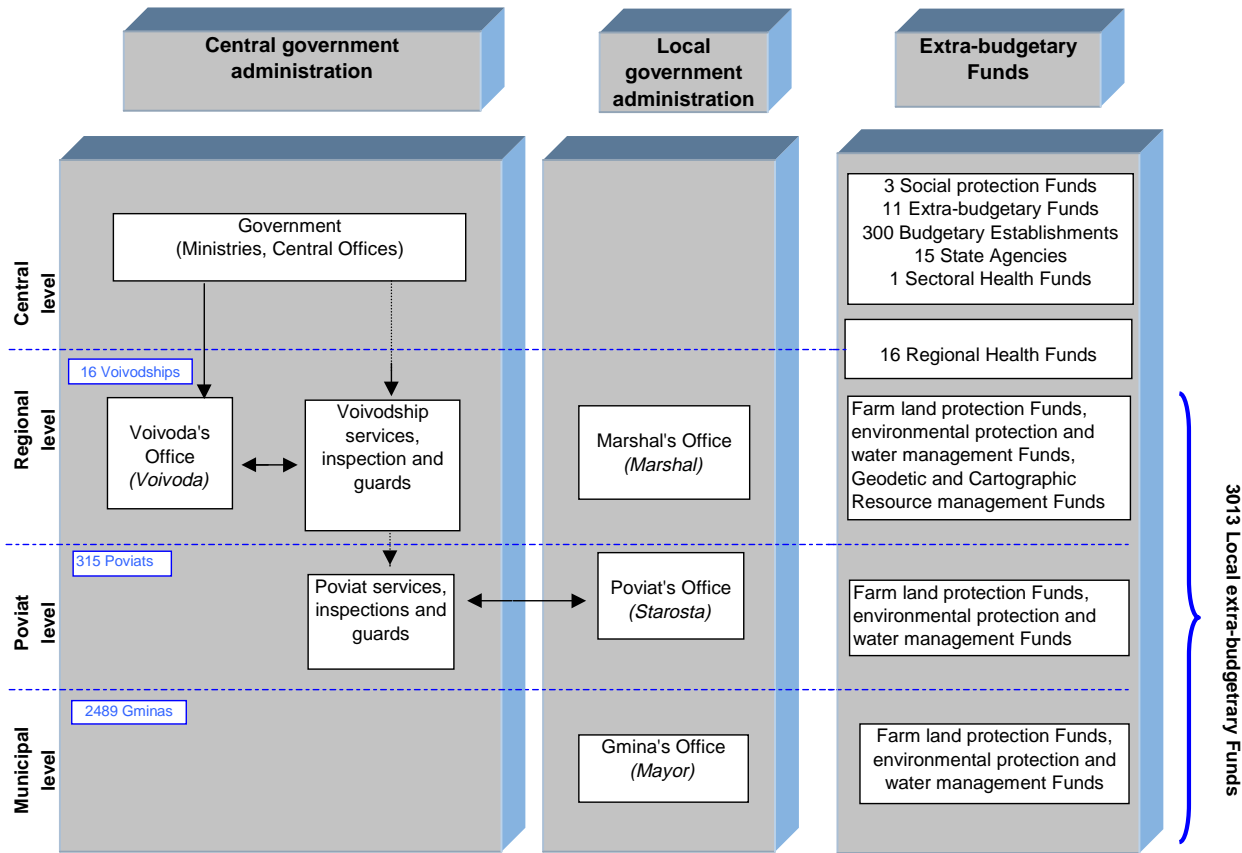 Central government
administration
Local
government
administration
Extra-budgetary
Funds
Central
level
Government
(Ministries, Central Offices)
3 Social protection Funds
11 Extra-budgetary Funds
300 Budgetary Establishments
15 State Agencies
1 Sectoral Health Funds
16 Regional Health Funds
Regional
level
16 Voivodships
Voivoda's
Office
(Voivoda)
Voivodship
services,
inspection and
guards
Marshal's Office
(Marshal)
Farm land protection Funds,
environmental protection and
water management Funds,
Geodetic and Cartographic
Resource management Funds
Poviat
level
315 Poviats
Poviat services,
inspections and
guards
Poviat's Office
(Starosta)
Farm land protection Funds,
environmental protection and
water management Funds
Municipal
level
2489 Gminas
Gmina's Office
(Mayor)
Farm land protection Funds,
environmental protection and
water management Funds
3013 Local extra-budgetrary Funds